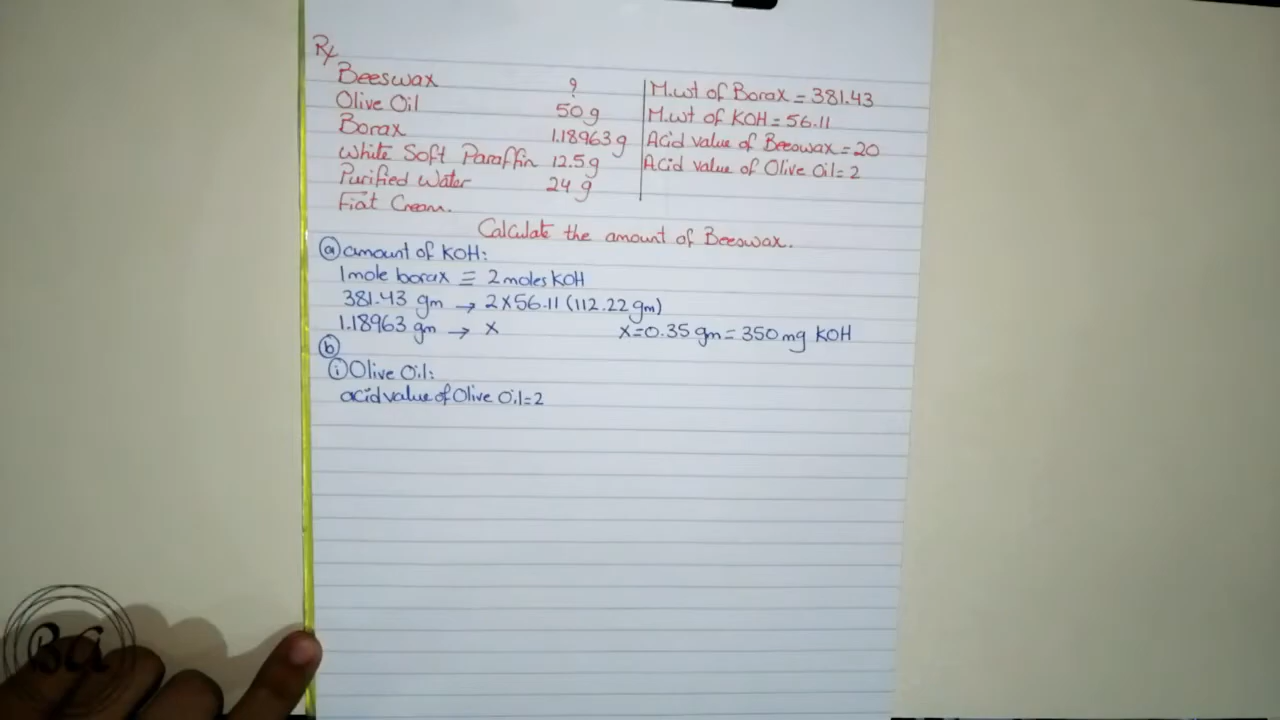 Rx
Beeswax ?
Olive Oil 50 g
Borax 1.18963 g
White Soft Paraffin 12.5 g
Purified Water 24 g
Fiat Cream.
M.wt of Borax = 381.43
M.wt of KOH = 56.11
Acid value of Beeswax = 20
Acid value of Olive Oil = 2
Calculate the amount of Beeswax.
ⓐ amount of KOH:
1 mole borax ≡ 2 moles KOH
381.43 gm → 2 X 56.11 (112.22 gm)
1.18963 gm → x x = 0.35 gm = 350 mg KOH
ⓑ
ⓘ Olive Oil:
acid value of Olive Oil = 2
BA